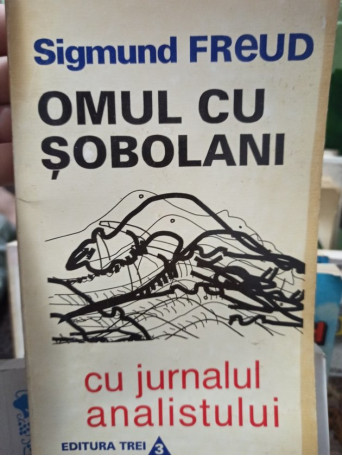 Sigmund FREUD
OMUL CU
ȘOBOLANI
cu jurnalul
analistului
EDITURA TREI 3